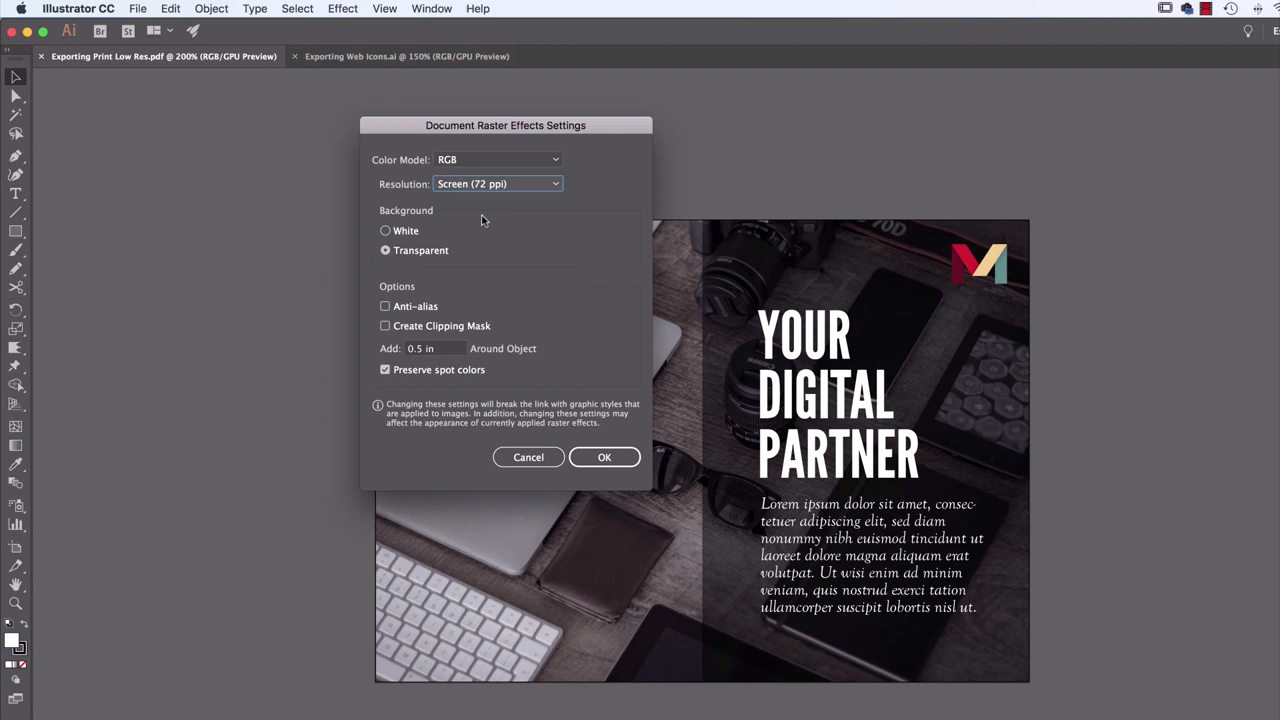 Illustrator CC File Edit Object Type Select Effect View Window Help
Ai Br St
× Exporting Print Low Res.pdf @ 200% (RGB/GPU Preview) × Exporting Web Icons.ai @ 150% (RGB/GPU Preview)
Document Raster Effects Settings
Color Model: RGB
Resolution: Screen (72 ppi)
Background
White
Transparent
Options
Anti-alias
Create Clipping Mask
Add: 0.5 in Around Object
Preserve spot colors
Changing these settings will break the link with graphic styles that
are applied to images. In addition, changing these settings may
affect the appearance of currently applied raster effects.
Cancel OK
YOUR
DIGITAL
PARTNER
Lorem ipsum dolor sit amet, consec-
tetuer adipiscing elit, sed diam
nonummy nibh euismod tincidunt ut
laoreet dolore magna aliquam erat
volutpat. Ut wisi enim ad minim
veniam, quis nostrud exerci tation
ullamcorper suscipit lobortis nisl ut.